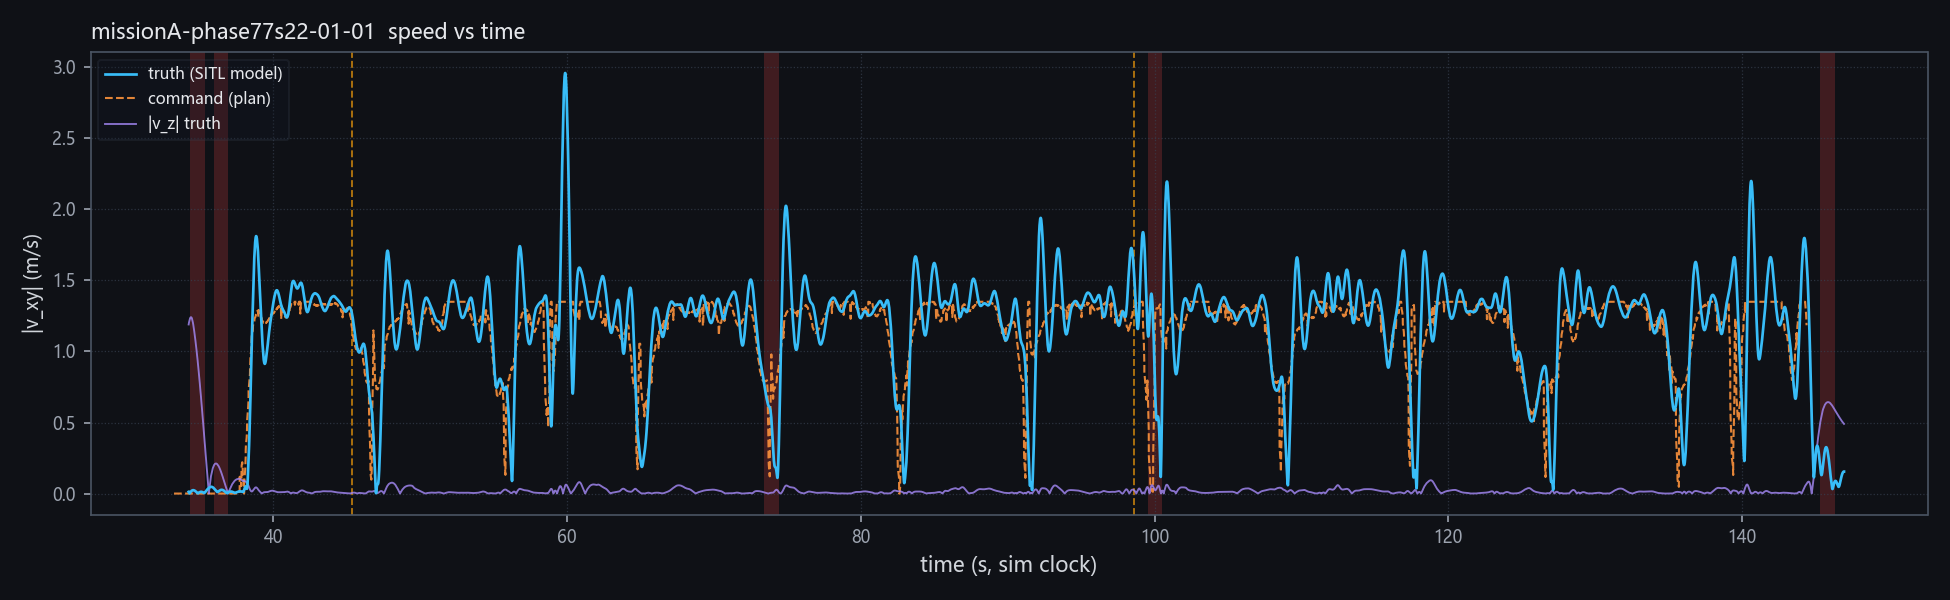 missionA-phase77s22-01-01  speed vs time
truth (SITL model)
command (plan)
|v_z| truth
|v_xy| (m/s)
3.0
2.5
2.0
1.5
1.0
0.5
0.0
40 60 80 100 120 140
time (s, sim clock)